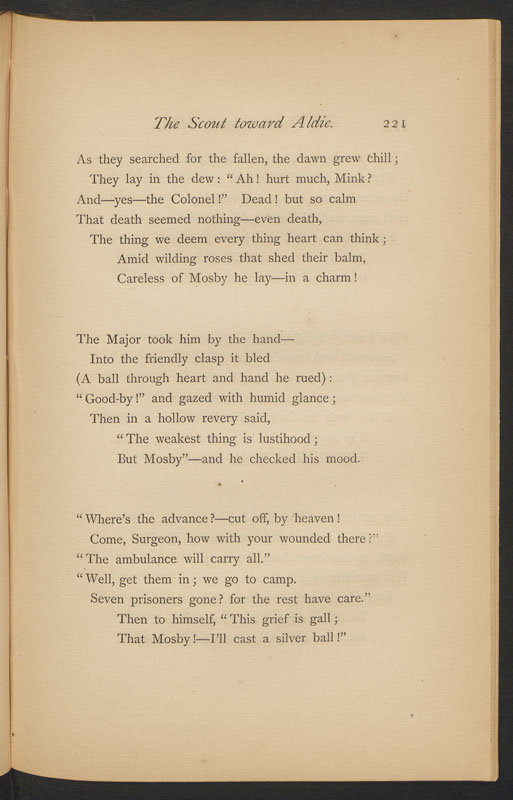 The Scout toward Aldie. 221
As they searched for the fallen, the dawn grew chill;
They lay in the dew: "Ah! hurt much, Mink?
And—yes—the Colonel!" Dead! but so calm
That death seemed nothing—even death,
The thing we deem every thing heart can think;
Amid wilding roses that shed their balm,
Careless of Mosby he lay—in a charm!
The Major took him by the hand—
Into the friendly clasp it bled
(A ball through heart and hand he rued):
"Good-by!" and gazed with humid glance;
Then in a hollow revery said,
"The weakest thing is lustihood;
But Mosby"—and he checked his mood.
"Where's the advance?—cut off, by heaven!
Come, Surgeon, how with your wounded there?"
"The ambulance will carry all."
"Well, get them in; we go to camp.
Seven prisoners gone? for the rest have care."
Then to himself, "This grief is gall;
That Mosby!—I'll cast a silver ball!"